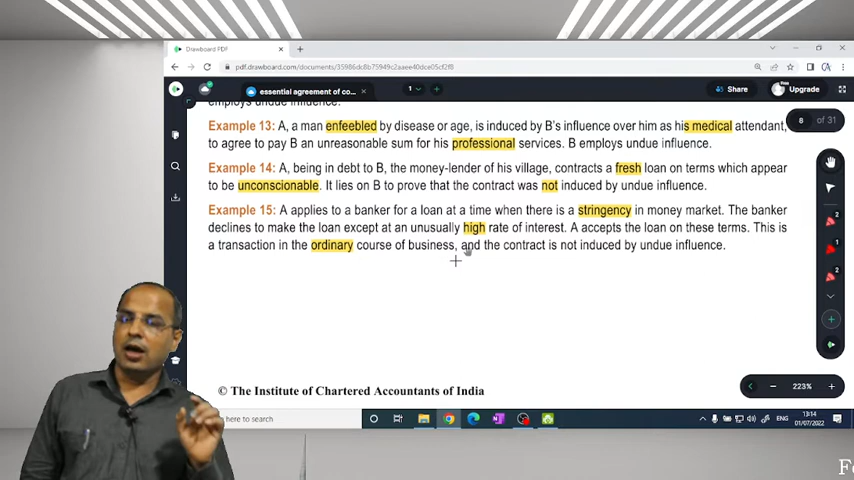 Drawboard PDF
pdf.drawboard.com/documents/35986dc8b75949c2aaee40dce05cf2f8
essential agreement of co...
1
Share
Upgrade
employs undue influence.
8 of 31
Example 13: A, a man enfeebled by disease or age, is induced by B's influence over him as his medical attendant,
to agree to pay B an unreasonable sum for his professional services. B employs undue influence.
Example 14: A, being in debt to B, the money-lender of his village, contracts a fresh loan on terms which appear
to be unconscionable. It lies on B to prove that the contract was not induced by undue influence.
Example 15: A applies to a banker for a loan at a time when there is a stringency in money market. The banker
declines to make the loan except at an unusually high rate of interest. A accepts the loan on these terms. This is
a transaction in the ordinary course of business, and the contract is not induced by undue influence.
© The Institute of Chartered Accountants of India
223%
here to search
ENG
13:14
01/07/2022
F